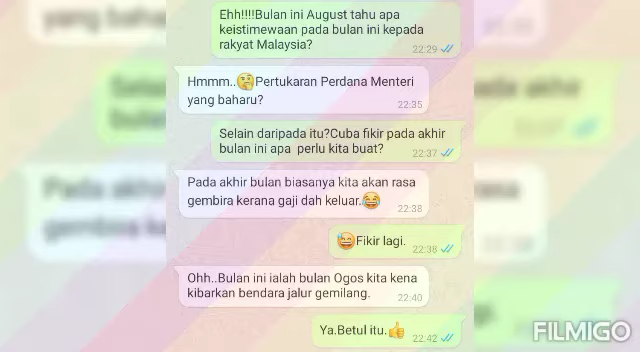 Ehh!!!!Bulan ini August tahu apa
keistimewaan pada bulan ini kepada
rakyat Malaysia?
22:29
Hmmm..🤔Pertukaran Perdana Menteri
yang baharu?
22:35
Selain daripada itu?Cuba fikir pada akhir
bulan ini apa perlu kita buat?
22:37
Pada akhir bulan biasanya kita akan rasa
gembira kerana gaji dah keluar.😂
22:38
😅Fikir lagi.
22:38
Ohh..Bulan ini ialah bulan Ogos kita kena
kibarkan bendara jalur gemilang.
22:40
Ya.Betul itu.👍
22:42
FILMIGO